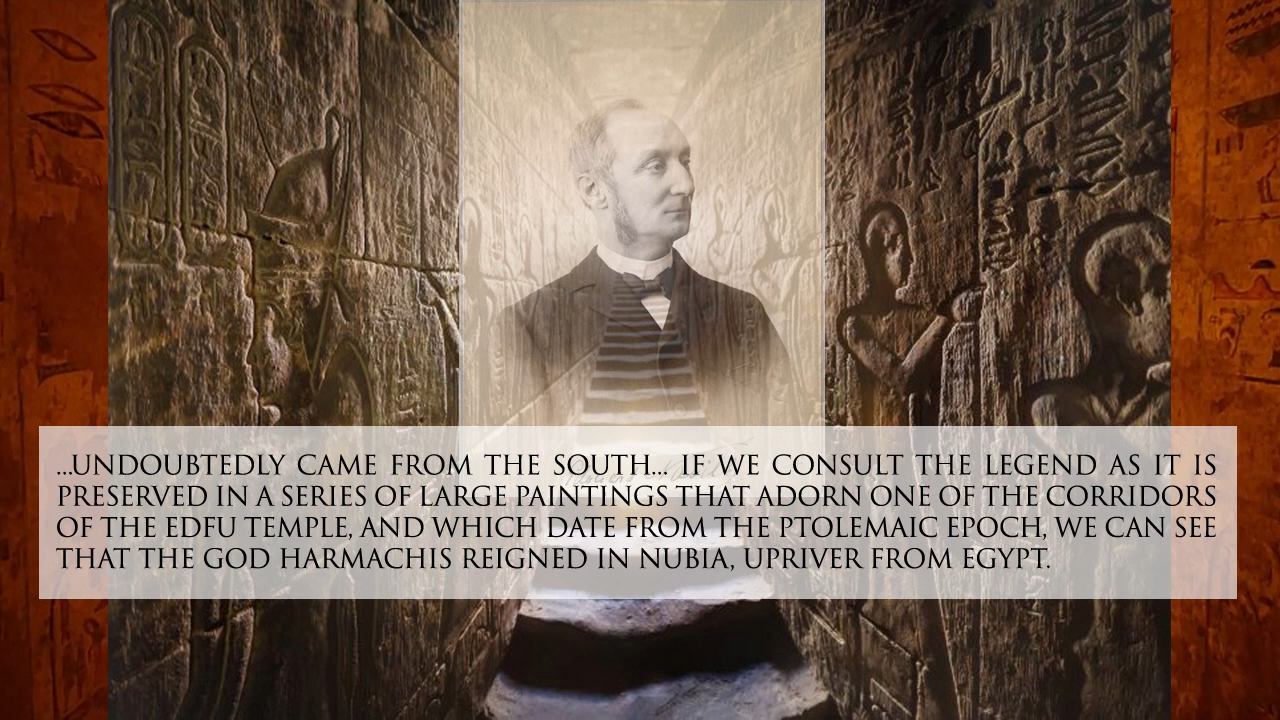 ...UNDOUBTEDLY CAME FROM THE SOUTH... IF WE CONSULT THE LEGEND AS IT IS
PRESERVED IN A SERIES OF LARGE PAINTINGS THAT ADORN ONE OF THE CORRIDORS
OF THE EDFU TEMPLE, AND WHICH DATE FROM THE PTOLEMAIC EPOCH, WE CAN SEE
THAT THE GOD HARMACHIS REIGNED IN NUBIA, UPRIVER FROM EGYPT.